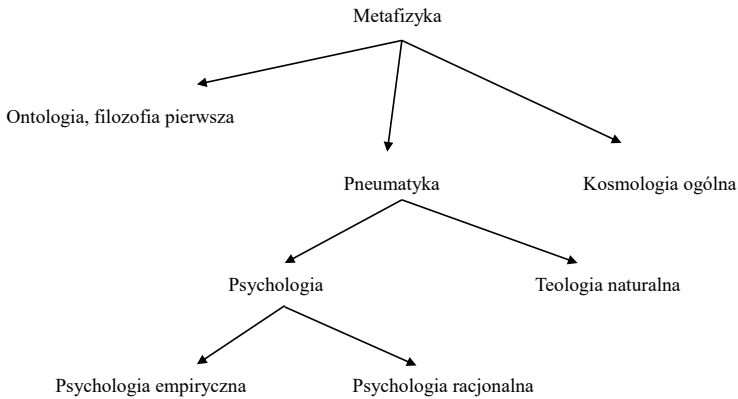 Metafizyka
Ontologia, filozofia pierwsza
Pneumatyka
Kosmologia ogólna
Psychologia
Teologia naturalna
Psychologia empiryczna
Psychologia racjonalna